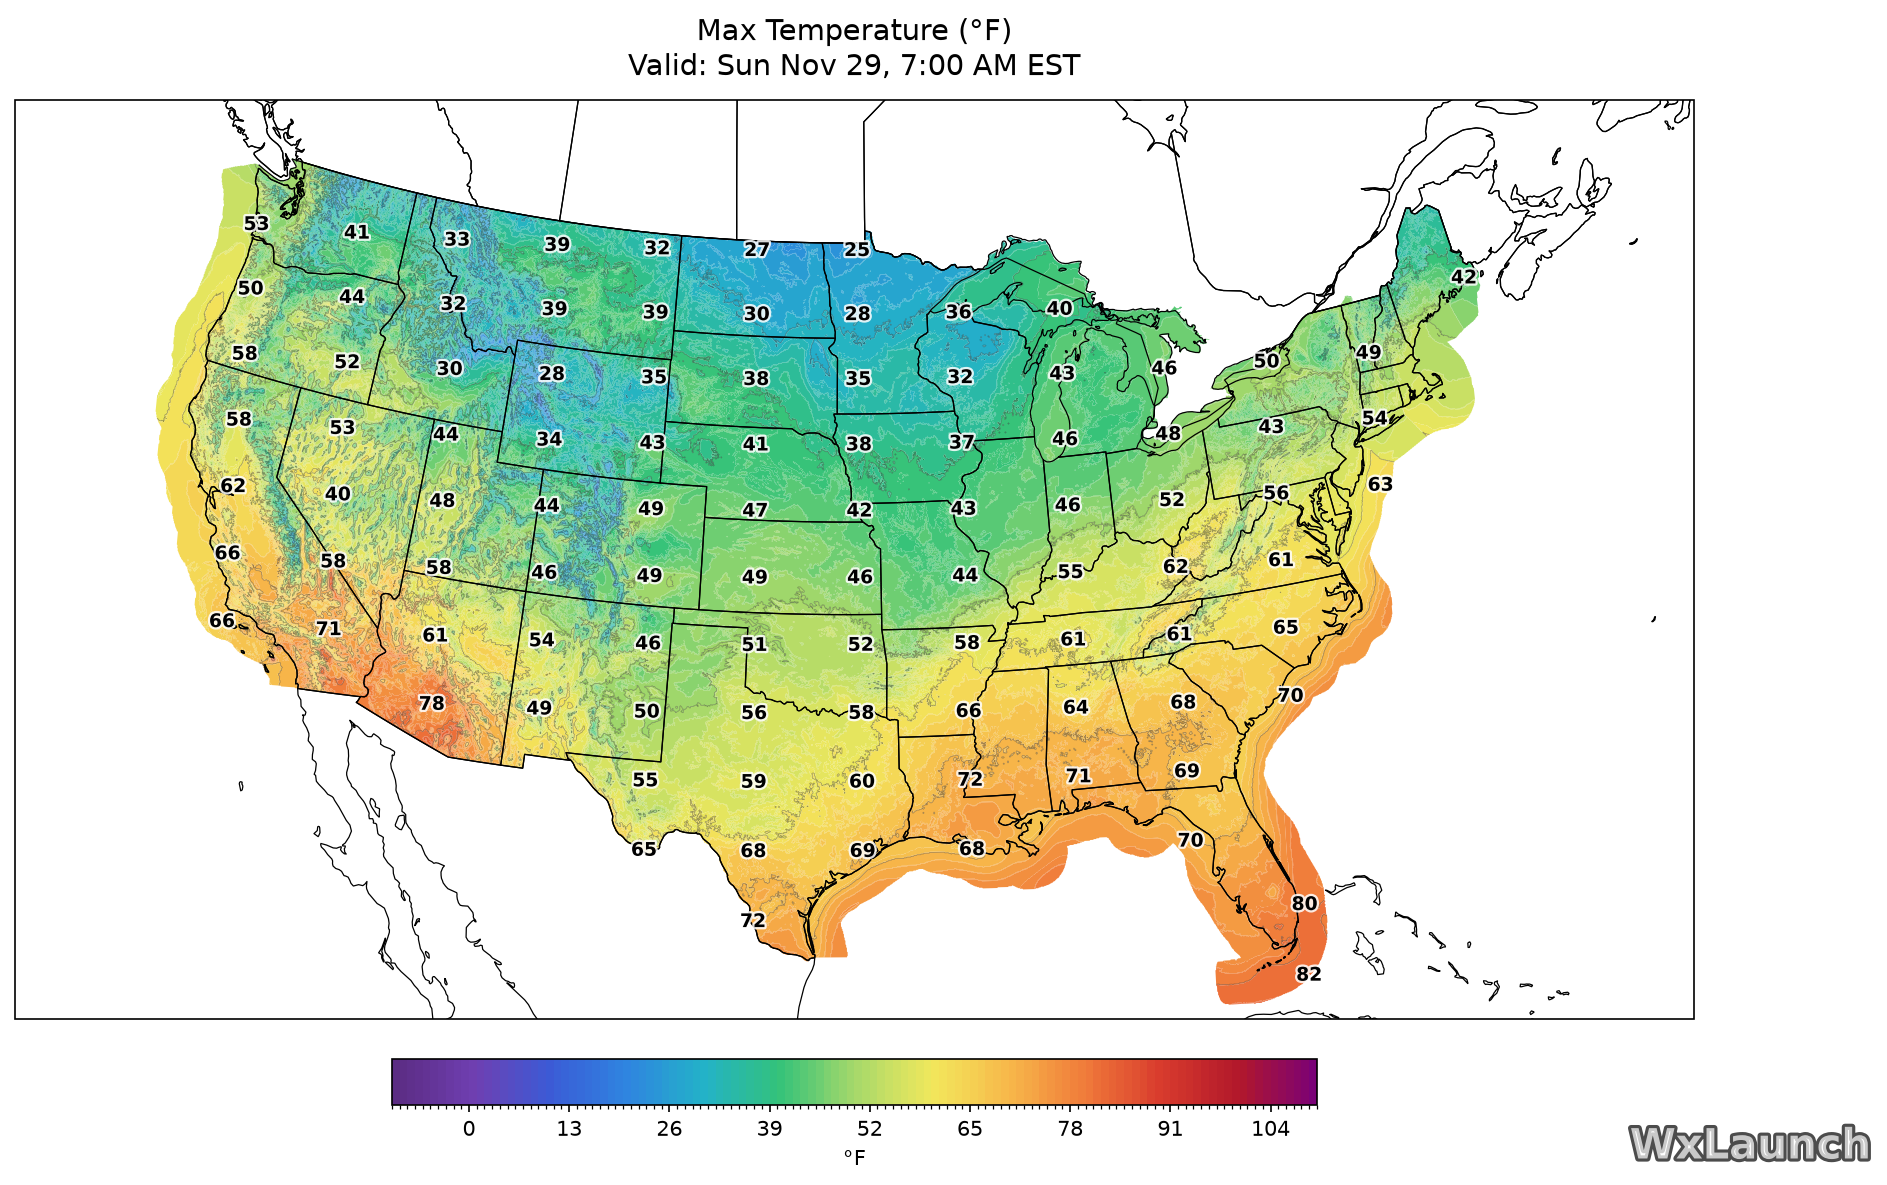 Max Temperature (°F)
Valid: Sun Nov 29, 7:00 AM EST
53 41 33 39 32 27 25
50 44 32 39 39 30 28 36 40 42
58 52 30 28 35 38 35 32 43 46 50 49
58 53 44 34 43 41 38 37 46 48 43 54
62 40 48 44 49 47 42 43 46 52 56 63
66 58 58 46 49 49 46 44 55 62 61
66 71 61 54 46 51 52 58 61 61 65
78 49 50 56 58 66 64 68 70
55 59 60 72 71 69
65 68 69 68 70
72 80
82
0 13 26 39 52 65 78 91 104
°F
WxLaunch